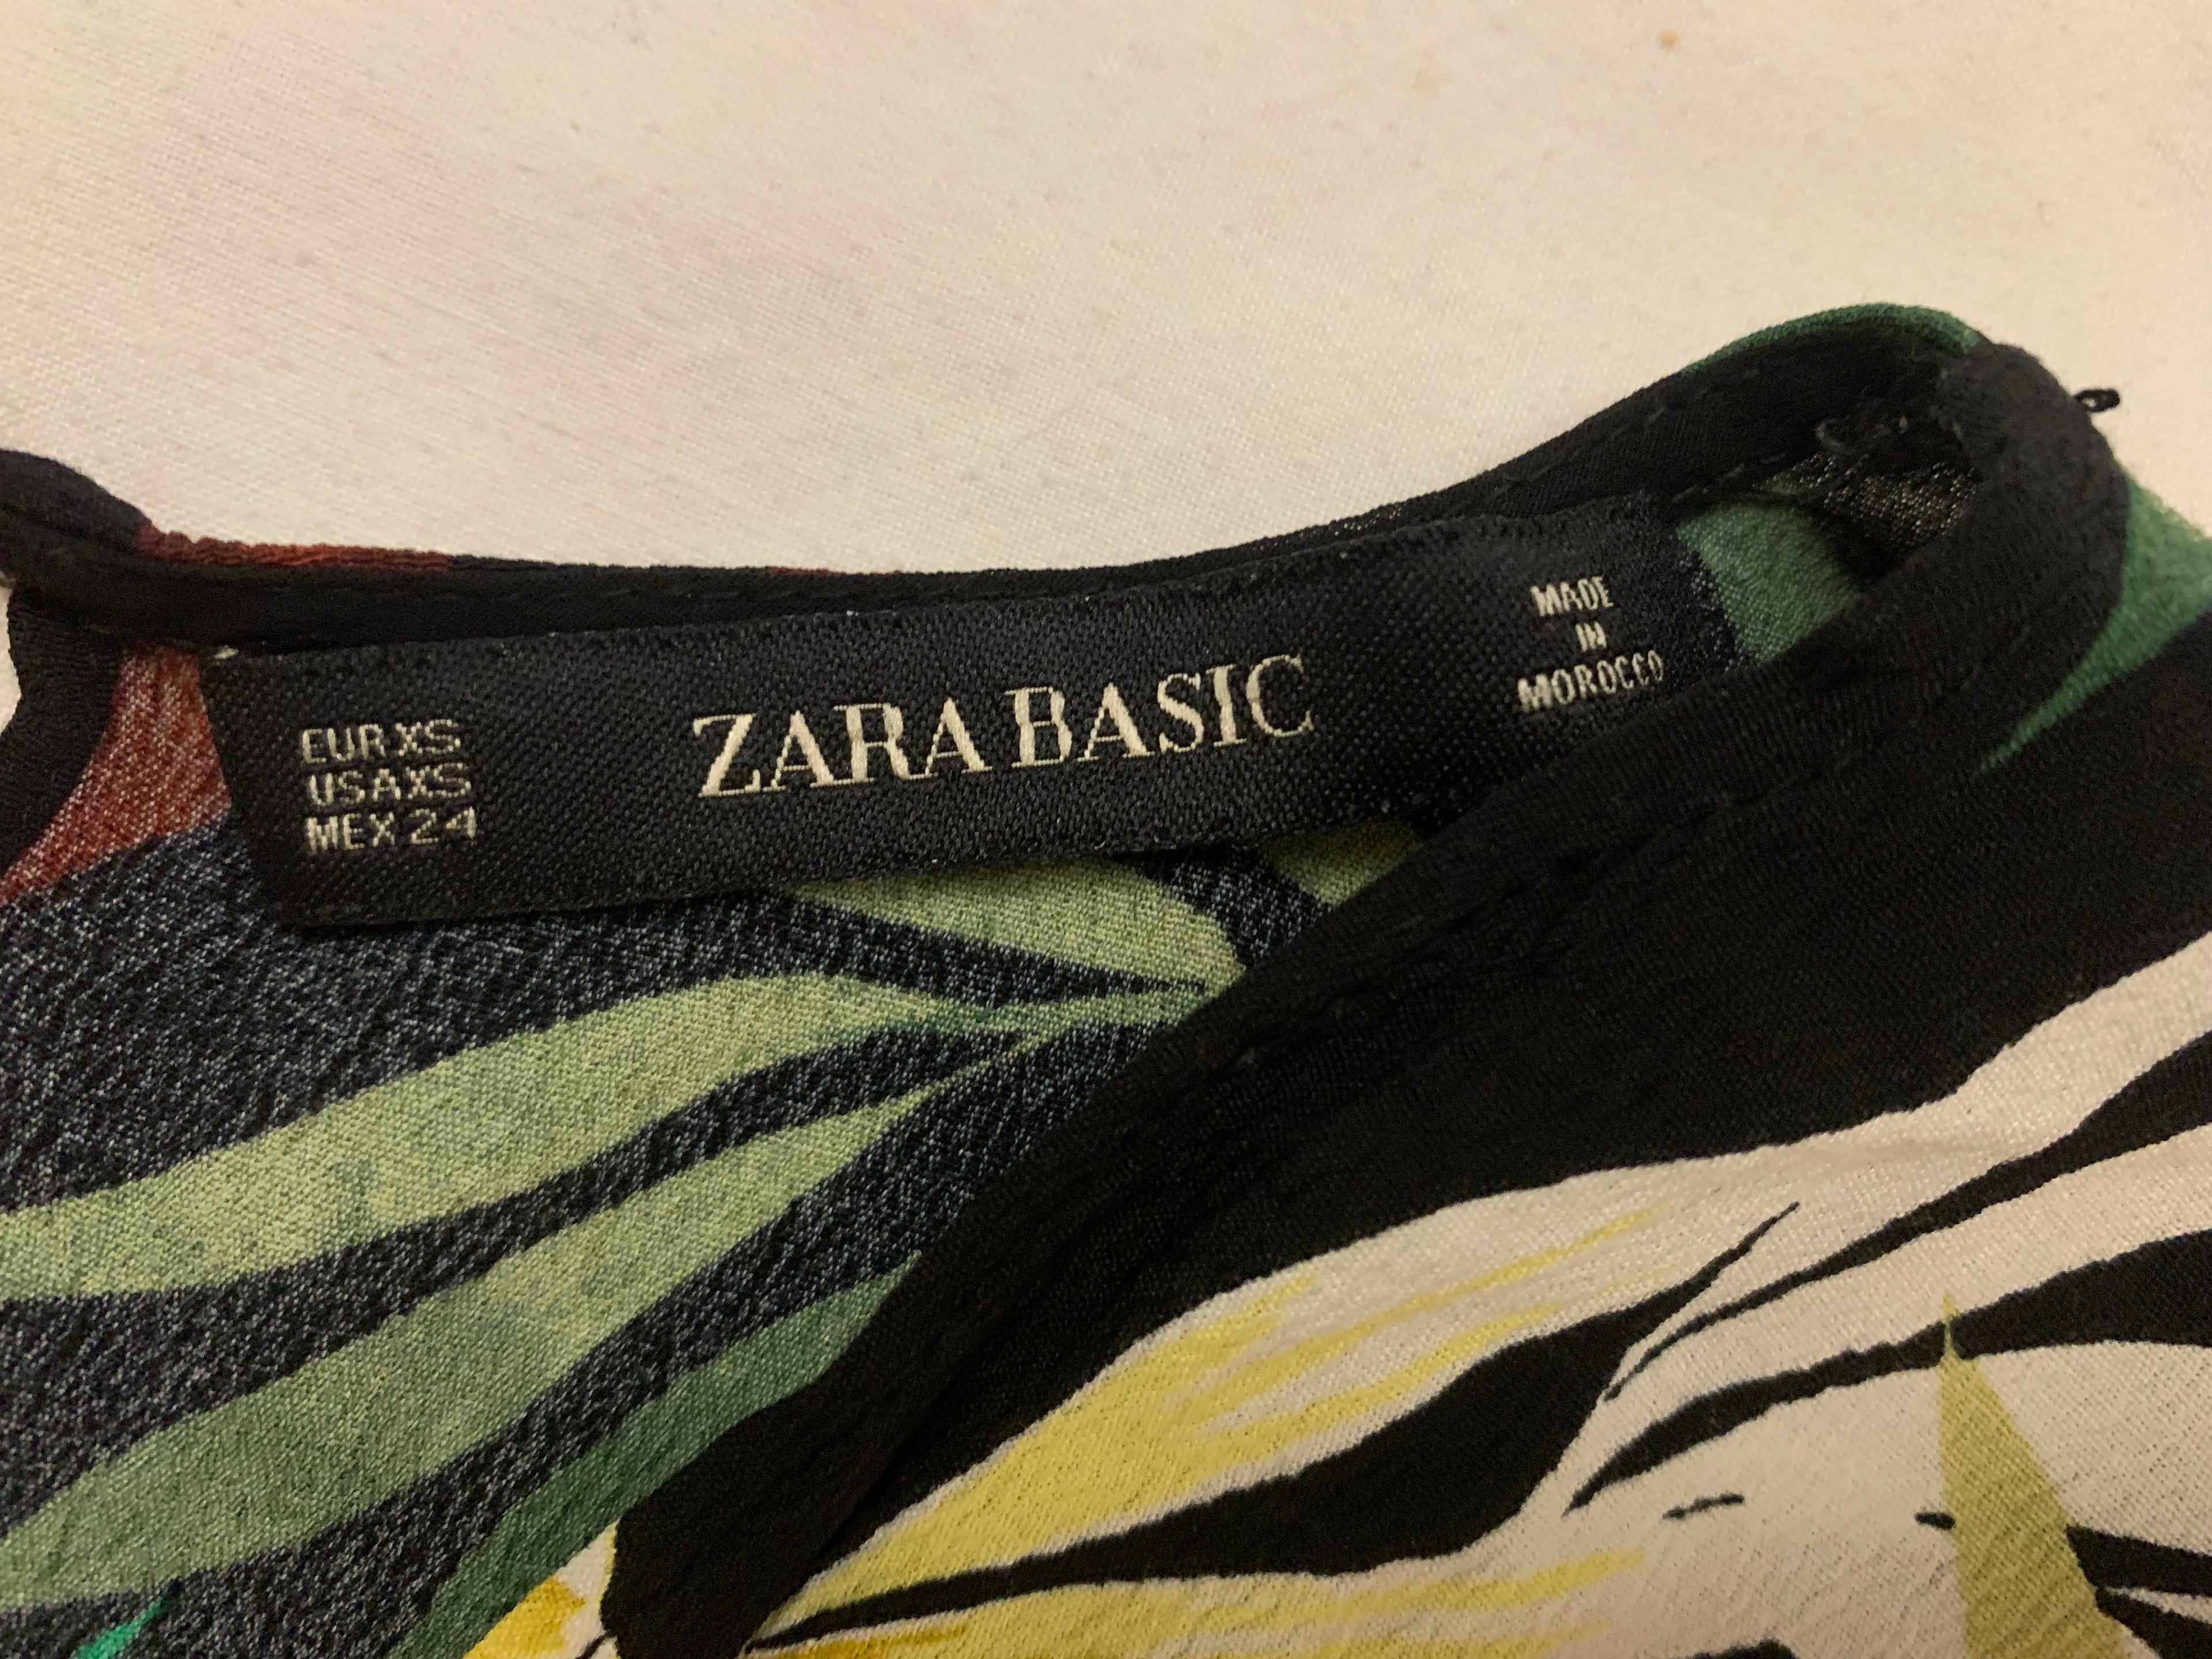 EUR XS
USA XS
MEX 24
ZARA BASIC
MADE
IN
MOROCCO